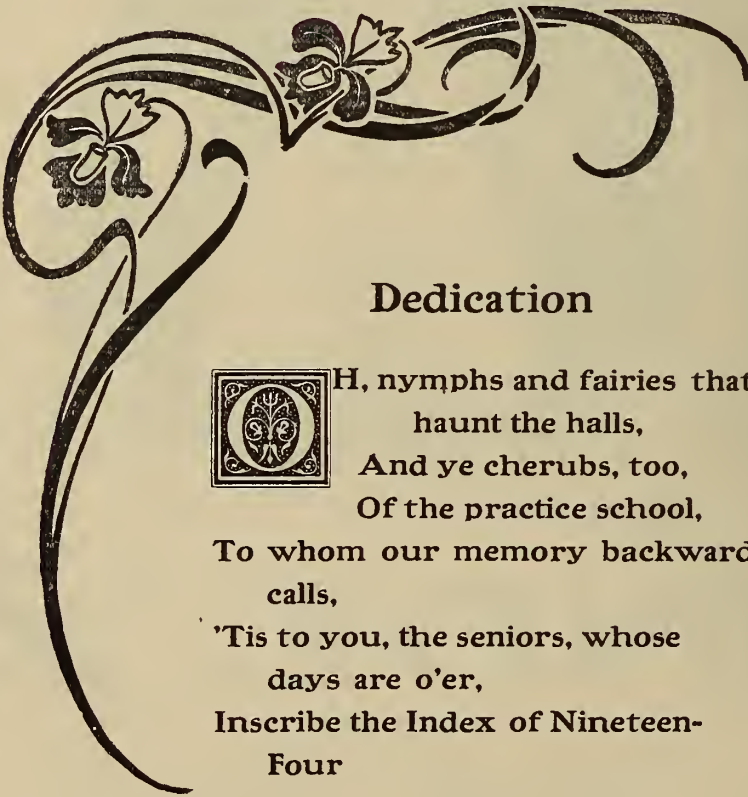 Dedication
OH, nymphs and fairies that
haunt the halls,
And ye cherubs, too,
Of the practice school,
To whom our memory backward
calls,
'Tis to you, the seniors, whose
days are o'er,
Inscribe the Index of Nineteen-
Four